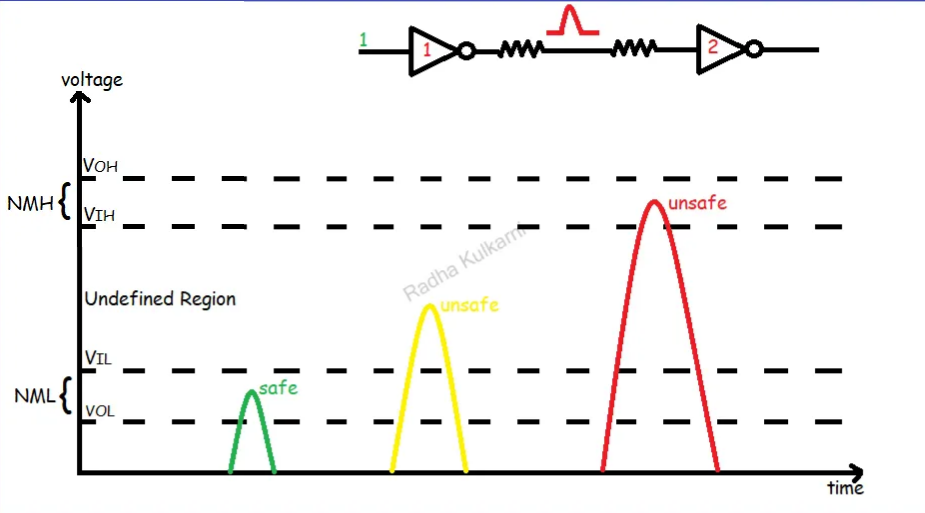 1
1
2
voltage
VOH
NMH {
VIH
unsafe
Radha Kulkarni
Undefined Region
unsafe
VIL
NML {
safe
VOL
time